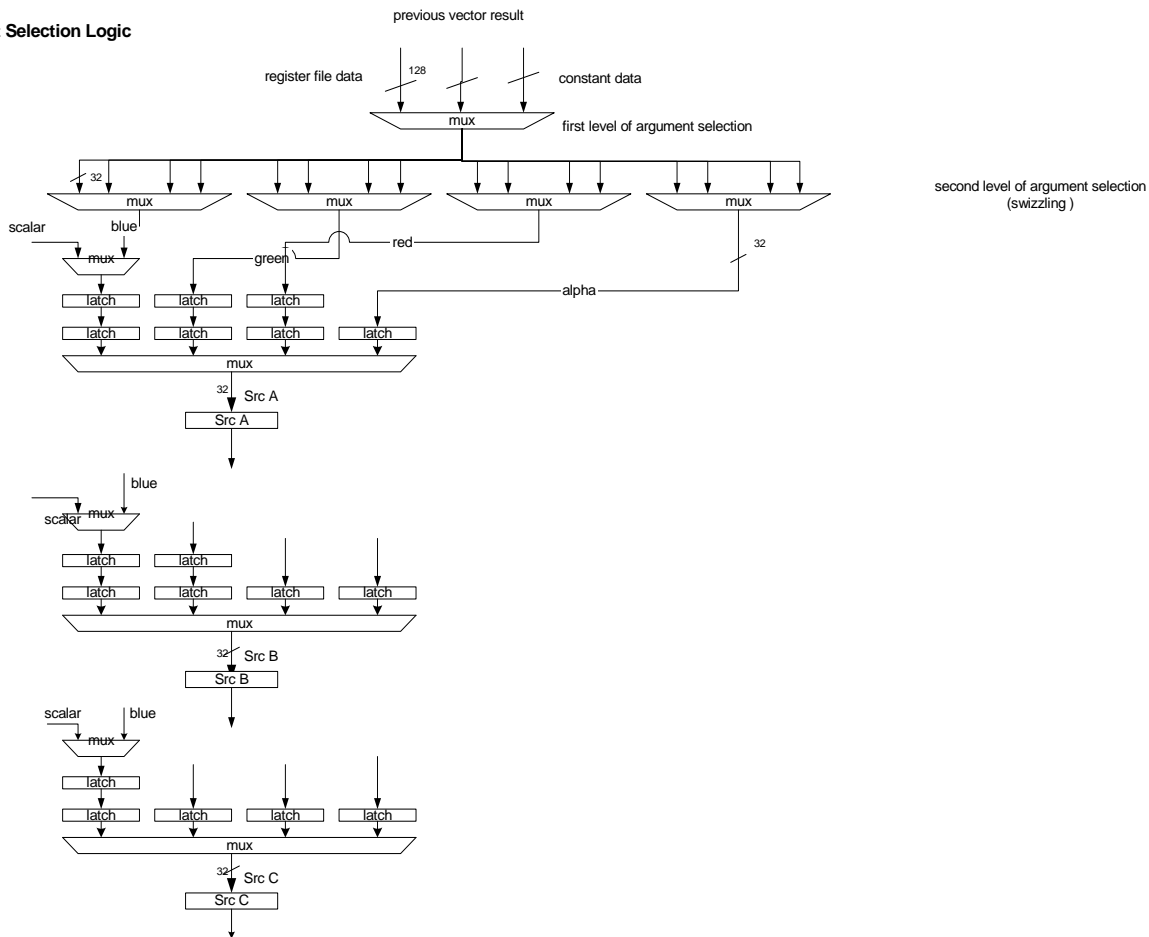 : Selection Logic
previous vector result
register file data
128
constant data
mux
first level of argument selection
32
mux
mux
mux
mux
second level of argument selection
(swizzling )
scalar
blue
red
32
mux
green
alpha
latch
latch
latch
latch
latch
latch
latch
mux
32
Src A
Src A
blue
scalar
mux
latch
latch
latch
latch
latch
latch
mux
32
Src B
Src B
scalar
blue
mux
latch
latch
latch
latch
latch
mux
32
Src C
Src C